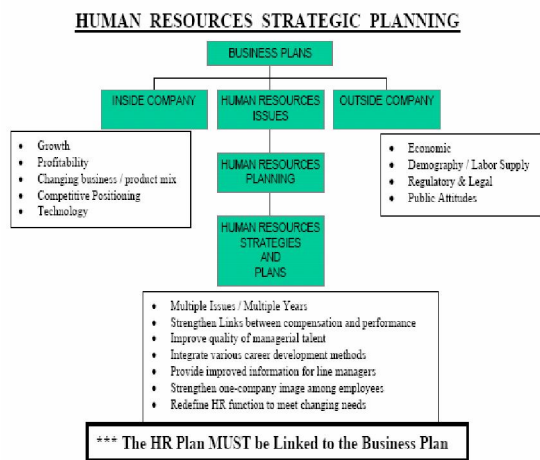 HUMAN RESOURCES STRATEGIC PLANNING
BUSINESS PLANS
INSIDE COMPANY
HUMAN RESOURCES
ISSUES
OUTSIDE COMPANY
• Growth
• Profitability
• Changing business / product mix
• Competitive Positioning
• Technology
• Economic
• Demography / Labor Supply
• Regulatory & Legal
• Public Attitudes
HUMAN RESOURCES
PLANNING
HUMAN RESOURCES
STRATEGIES
AND
PLANS
• Multiple Issues / Multiple Years
• Strengthen Links between compensation and performance
• Improve quality of managerial talent
• Integrate various career development methods
• Provide improved information for line managers
• Strengthen one-company image among employees
• Redefine HR function to meet changing needs
*** The HR Plan MUST be Linked to the Business Plan